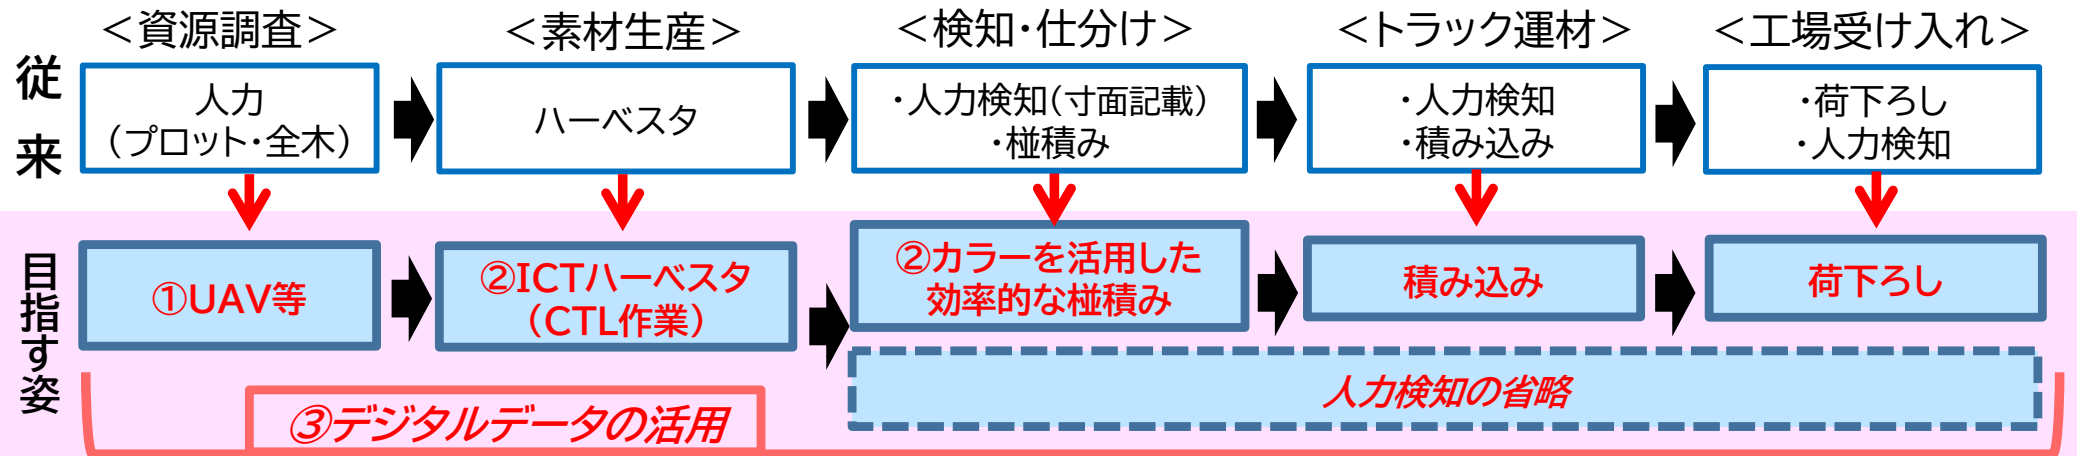 ＜資源調査＞
＜素材生産＞
＜検知・仕分け＞
＜トラック運材＞
＜工場受け入れ＞
従来
人力
（プロット・全木）
ハーベスタ
・人力検知（寸面記載）
・椪積み
・人力検知
・積み込み
・荷下ろし
・人力検知
目指す姿
①UAV等
②ICTハーベスタ
（CTL作業）
②カラーを活用した
効率的な椪積み
積み込み
荷下ろし
人力検知の省略
③デジタルデータの活用